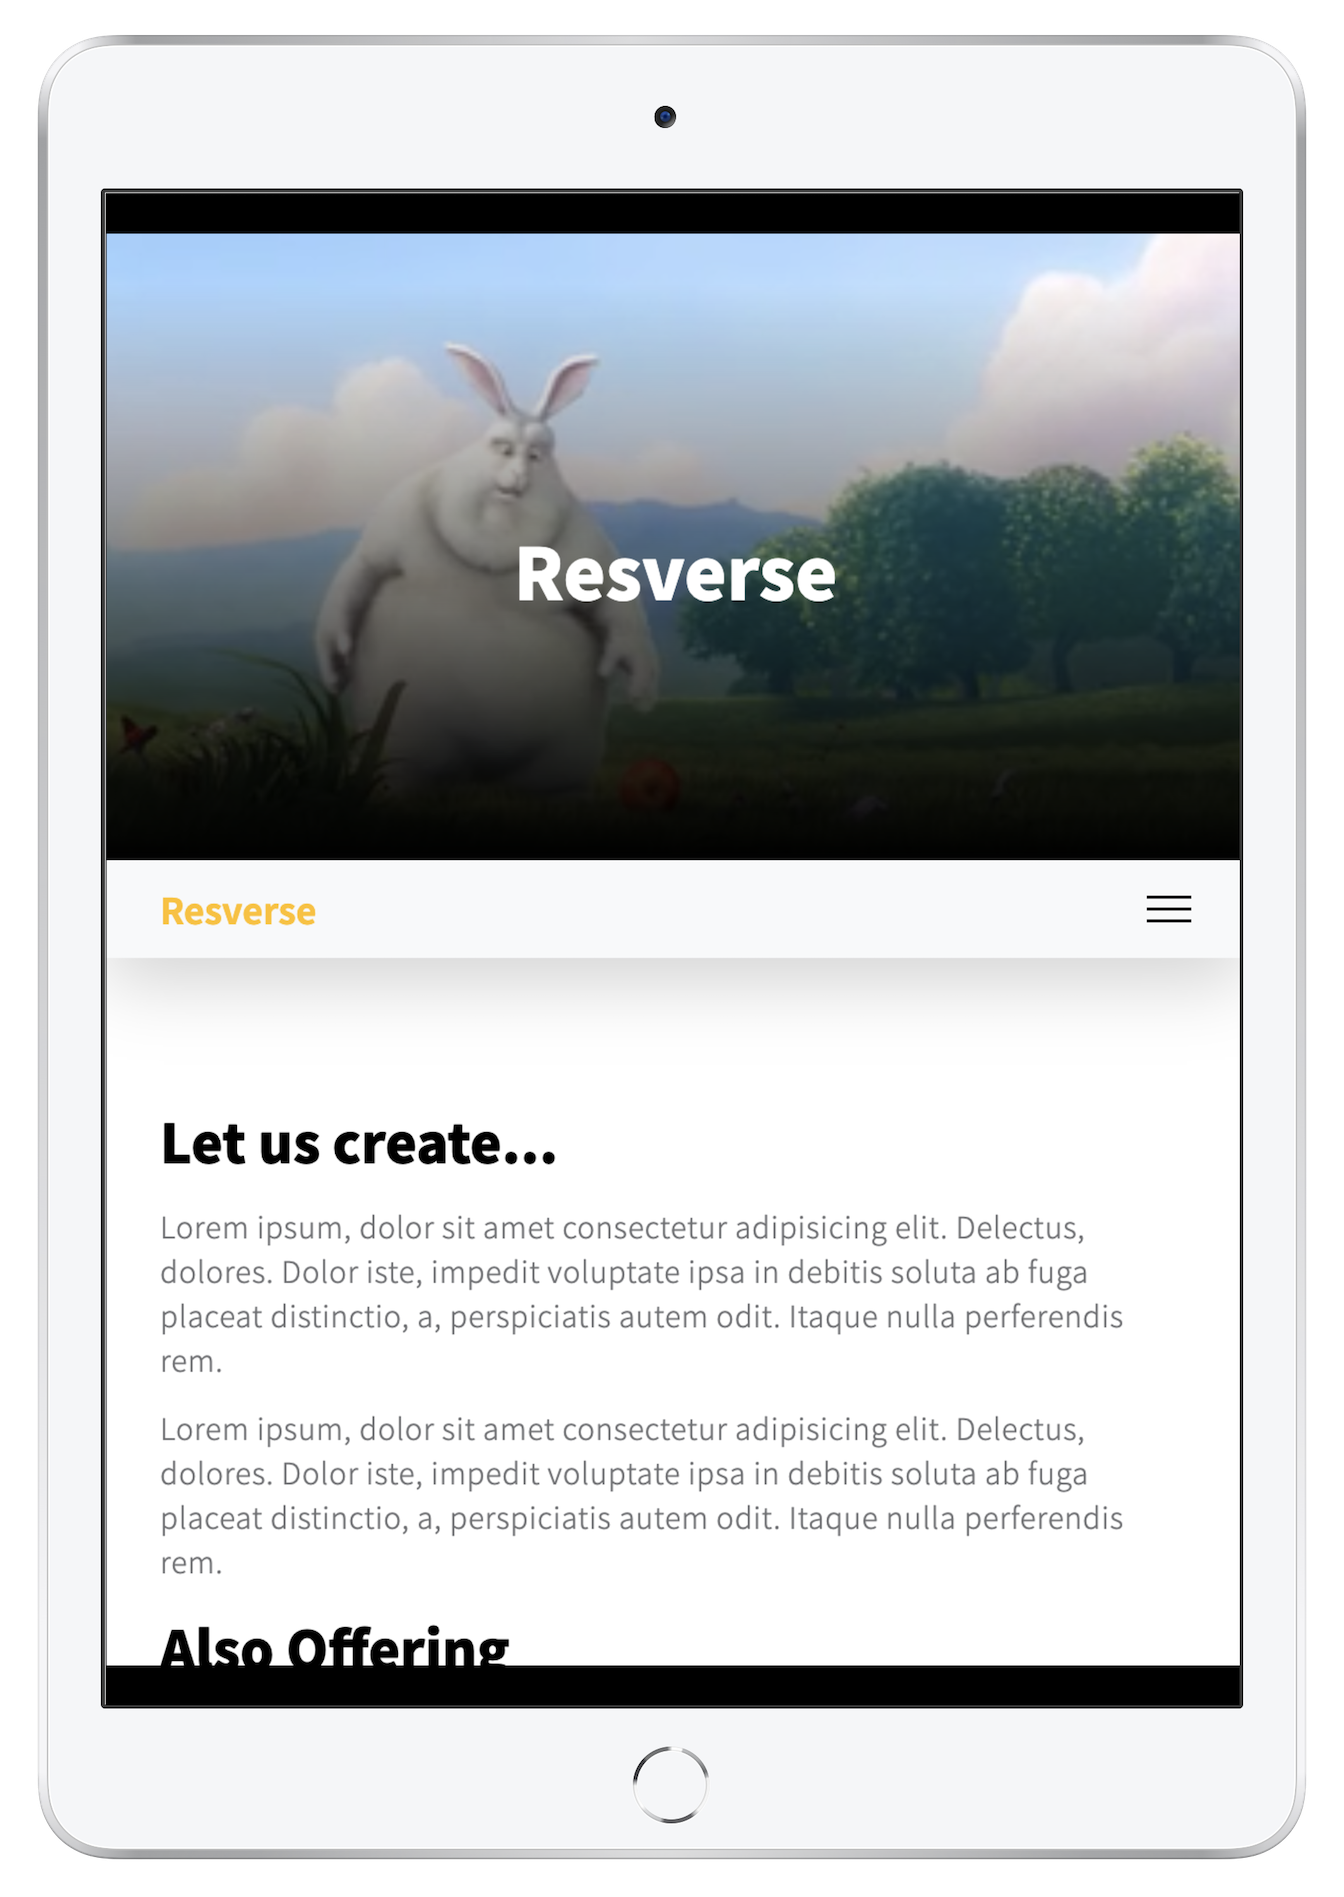 Resverse
Resverse
Let us create...
Lorem ipsum, dolor sit amet consectetur adipisicing elit. Delectus,
dolores. Dolor iste, impedit voluptate ipsa in debitis soluta ab fuga
placeat distinctio, a, perspiciatis autem odit. Itaque nulla perferendis
rem.
Lorem ipsum, dolor sit amet consectetur adipisicing elit. Delectus,
dolores. Dolor iste, impedit voluptate ipsa in debitis soluta ab fuga
placeat distinctio, a, perspiciatis autem odit. Itaque nulla perferendis
rem.
Also Offering